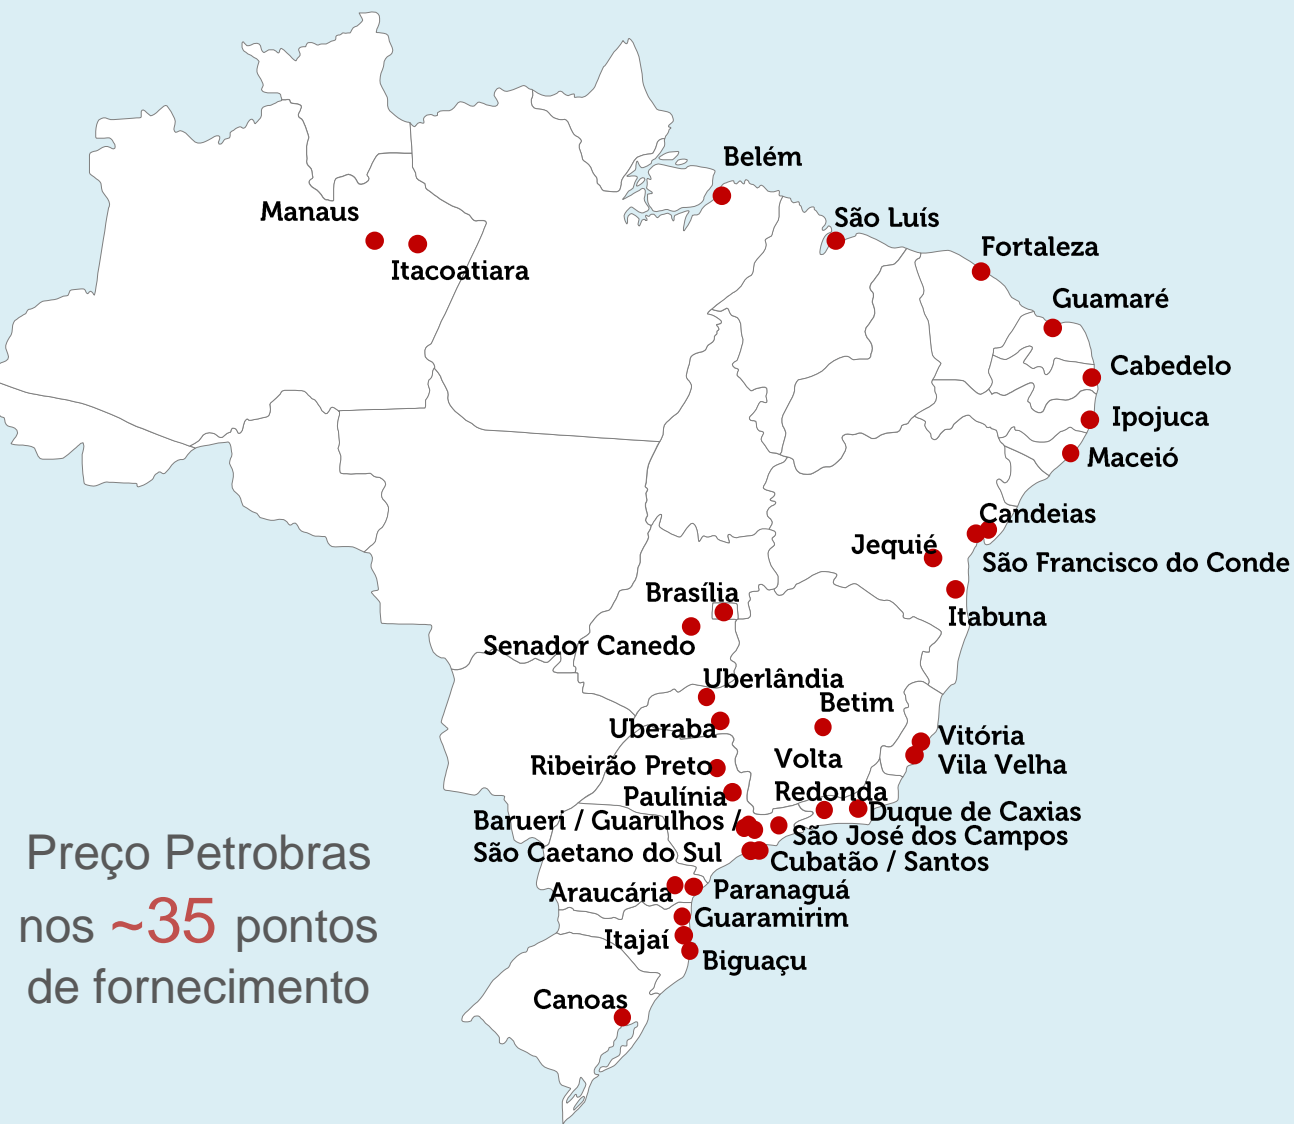 Belém
Manaus
São Luís
Fortaleza
Itacoatiara
Guamaré
Cabedelo
Ipojuca
Maceió
Candeias
Jequié
São Francisco do Conde
Brasília
Itabuna
Senador Canedo
Uberlândia
Betim
Uberaba
Vitória
Volta
Redonda
Vila Velha
Ribeirão Preto
Paulínia
Duque de Caxias
Barueri / Guarulhos /
São Caetano do Sul
São José dos Campos
Cubatão / Santos
Araucária
Paranaguá
Guaramirim
Itajaí
Biguaçu
Canoas
Preço Petrobras
nos ~35 pontos
de fornecimento